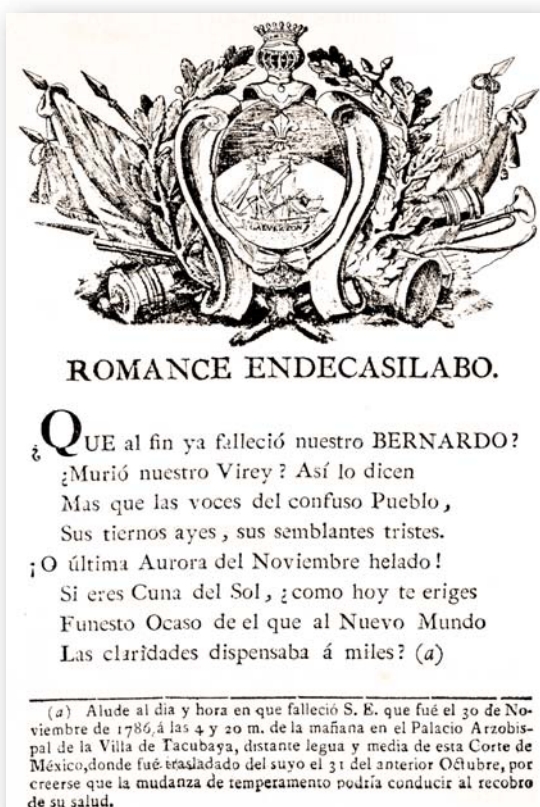 ROMANCE ENDECASILABO.
¿QUE al fin ya falleció nuestro BERNARDO?
¿Murió nuestro Virey? Así lo dicen
Mas que las voces del confuso Pueblo,
Sus tiernos ayes, sus semblantes tristes.
¡O última Aurora del Noviembre helado!
Si eres Cuna del Sol, ¿como hoy te eriges
Funesto Ocaso de el que al Nuevo Mundo
Las claridades dispensaba á miles? (a)
(a) Alude al dia y hora en que falleció S. E. que fué el 30 de No-
viembre de 1786, á las 4 y 20 m. de la mañana en el Palacio Arzobis-
pal de la Villa de Tacubaya, distante legua y media de esta Corte de
México, donde fué trasladado del suyo el 31 del anterior Octubre, por
creerse que la mudanza de temperamento podría conducir al recobro
de su salud.